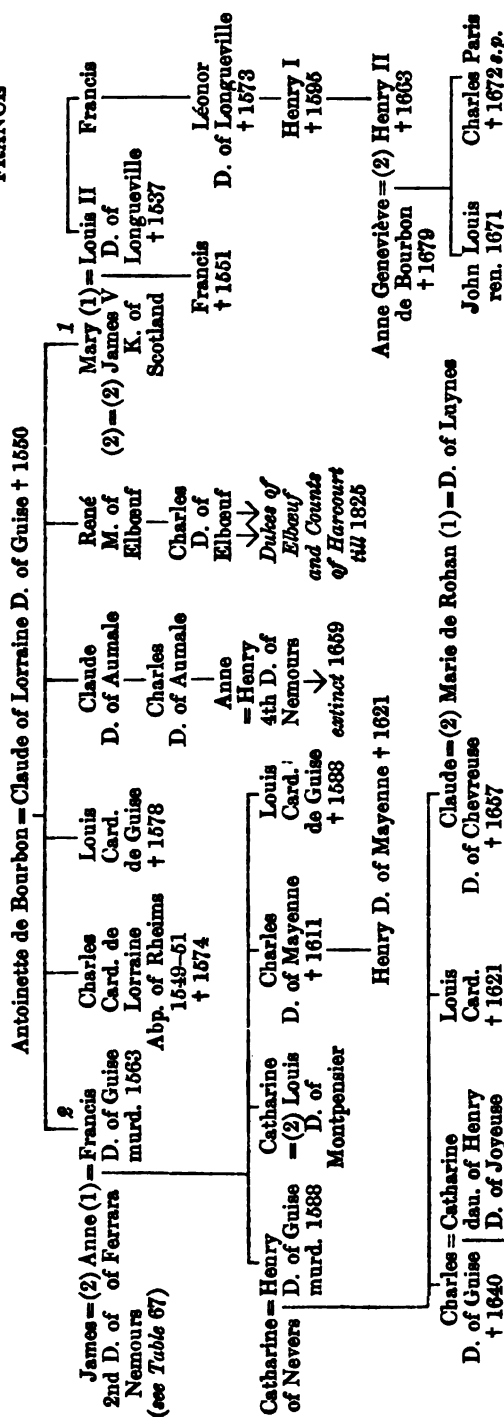 FRANCE
Antoinette de Bourbon = Claude of Lorraine D. of Guise † 1550
2
1
James = (2) Anne (1) = Francis
2nd D. of of Ferrara D. of Guise
Nemours murd. 1563
(see Table 67)
Charles
Card. de
Lorraine
Abp. of Rheims
1549–51
† 1574
Louis
Card.
de Guise
† 1578
Claude
D. of Aumale
Charles
D. of Aumale
Anne
= Henry
4th D. of
Nemours
extinct 1659
René
M. of
Elbœuf
Charles
D. of
Elbœuf
Dukes of
Elbœuf
and Counts
of Harcourt
till 1825
Mary (1) = Louis II
(2) = (2) James V D. of
K. of Longueville
Scotland † 1537
Francis
† 1551
Francis
Léonor
D. of Longueville
† 1573
Henry I
† 1595
Anne Geneviève = (2) Henry II
de Bourbon † 1663
† 1679
John Louis
ren. 1671
Charles Paris
† 1672 s.p.
Catharine = Henry
of Nevers D. of Guise
murd. 1588
Catharine
= (2) Louis
D. of
Montpensier
Charles
D. of Mayenne
† 1611
Henry D. of Mayenne † 1621
Louis
Card.
de Guise
† 1588
Charles = Catharine
D. of Guise dau. of Henry
† 1640 D. of Joyeuse
Louis
Card.
† 1621
Claude = (2) Marie de Rohan (1) = D. of Luynes
D. of Chevreuse
† 1657